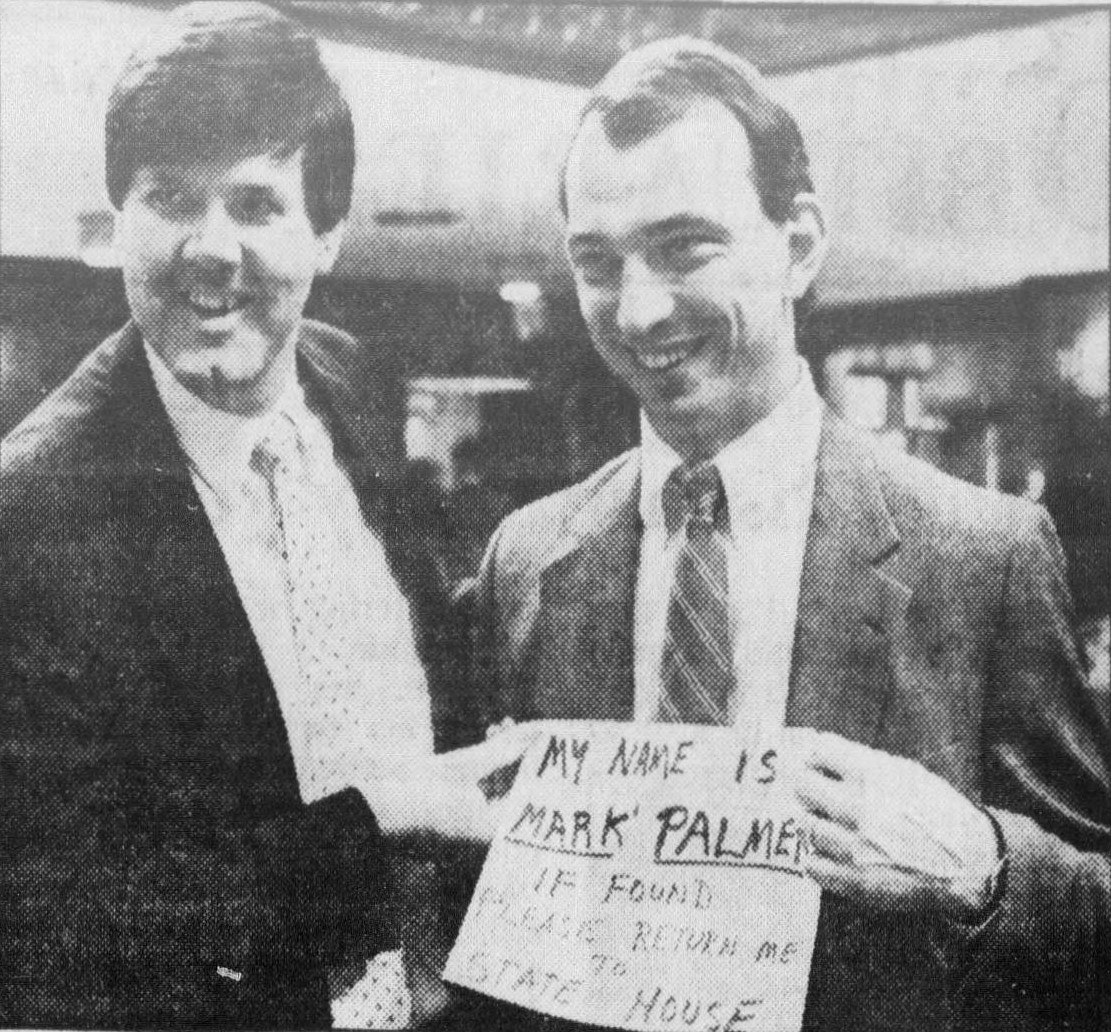 MY NAME IS
MARK PALMER
IF FOUND
PLEASE RETURN ME
TO
STATE HOUSE